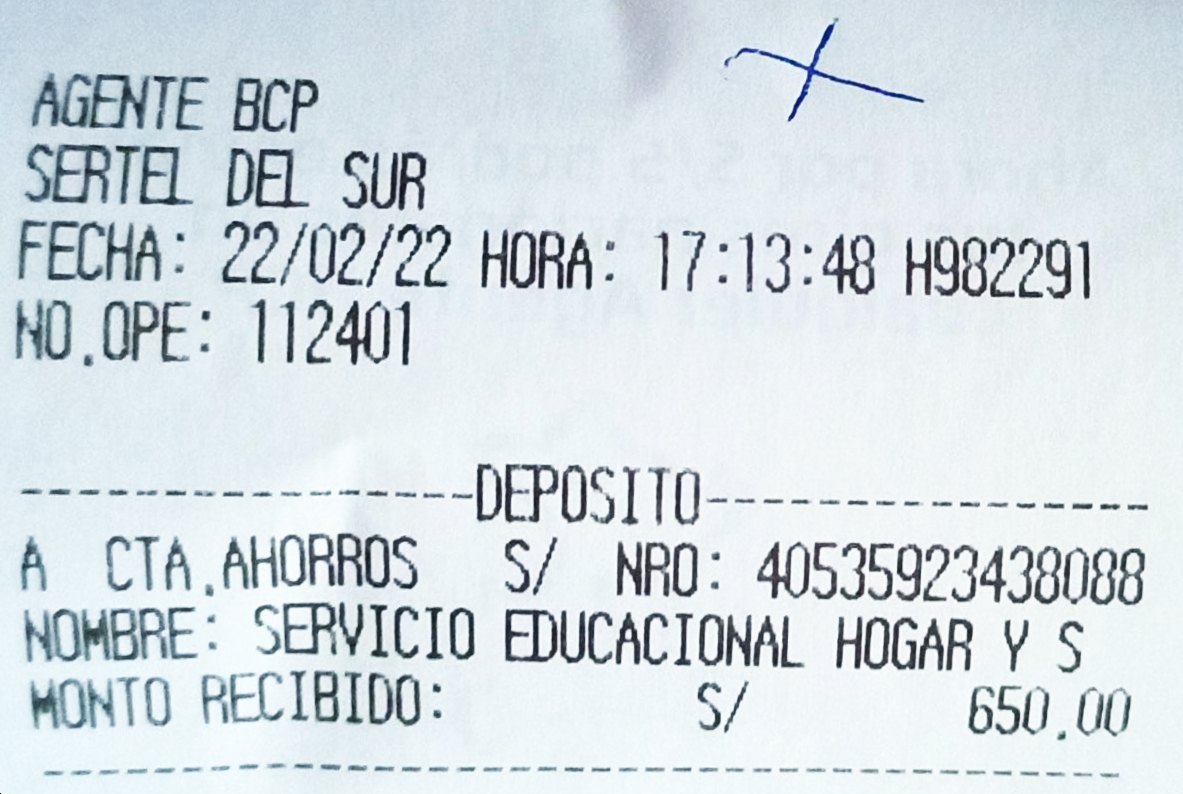 AGENTE BCP
SERTEL DEL SUR
FECHA: 22/02/22 HORA: 17:13:48 H982291
NO.OPE: 112401
----------------DEPOSITO----------------
A CTA.AHORROS S/ NRO: 40535923438088
NOMBRE: SERVICIO EDUCACIONAL HOGAR Y S
MONTO RECIBIDO: S/ 650.00